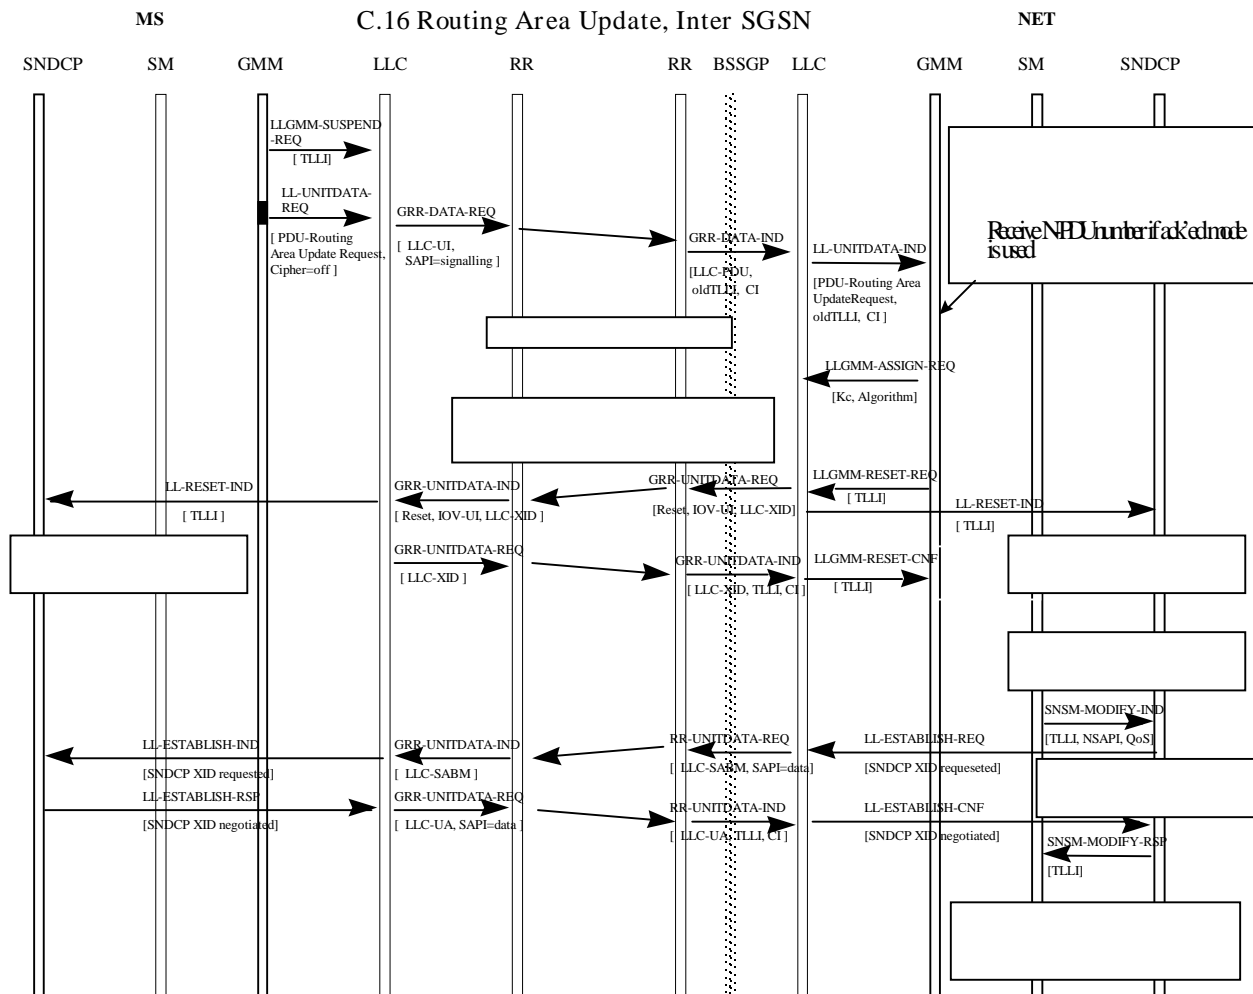 MS
C.16 Routing Area Update, Inter SGSN
NET
SNDCP SM GMM LLC RR RR BSSGP LLC GMM SM SNDCP
LLGMM-SUSPEND
-REQ
[ TLLI]
LL-UNITDATA-
REQ
[ PDU-Routing
Area Update Request,
Cipher=off ]
GRR-DATA-REQ
[ LLC-UI,
SAPI=signalling ]
GRR-DATA-IND
[LLC-PDU,
oldTLLI, CI
LL-UNITDATA-IND
[PDU-Routing Area
UpdateRequest,
oldTLLI, CI ]
Receive N-PDU number if ack'ed mode
is used
LLGMM-ASSIGN-REQ
[Kc, Algorithm]
LLGMM-RESET-REQ
[ TLLI]
GRR-UNITDATA-REQ
[Reset, IOV-UI, LLC-XID]
GRR-UNITDATA-IND
[ Reset, IOV-UI, LLC-XID ]
LL-RESET-IND
[ TLLI ]
LL-RESET-IND
[ TLLI]
GRR-UNITDATA-REQ
[ LLC-XID ]
GRR-UNITDATA-IND
[ LLC-XID, TLLI, CI ]
LLGMM-RESET-CNF
[ TLLI]
SNSM-MODIFY-IND
[TLLI, NSAPI, QoS]
LL-ESTABLISH-REQ
[SNDCP XID requeseted]
RR-UNITDATA-REQ
[ LLC-SABM, SAPI=data]
GRR-UNITDATA-IND
[ LLC-SABM ]
LL-ESTABLISH-IND
[SNDCP XID requested]
LL-ESTABLISH-RSP
[SNDCP XID negotiated]
GRR-UNITDATA-REQ
[ LLC-UA, SAPI=data ]
RR-UNITDATA-IND
[ LLC-UA, TLLI, CI ]
LL-ESTABLISH-CNF
[SNDCP XID negotiated]
SNSM-MODIFY-RSP
[TLLI]